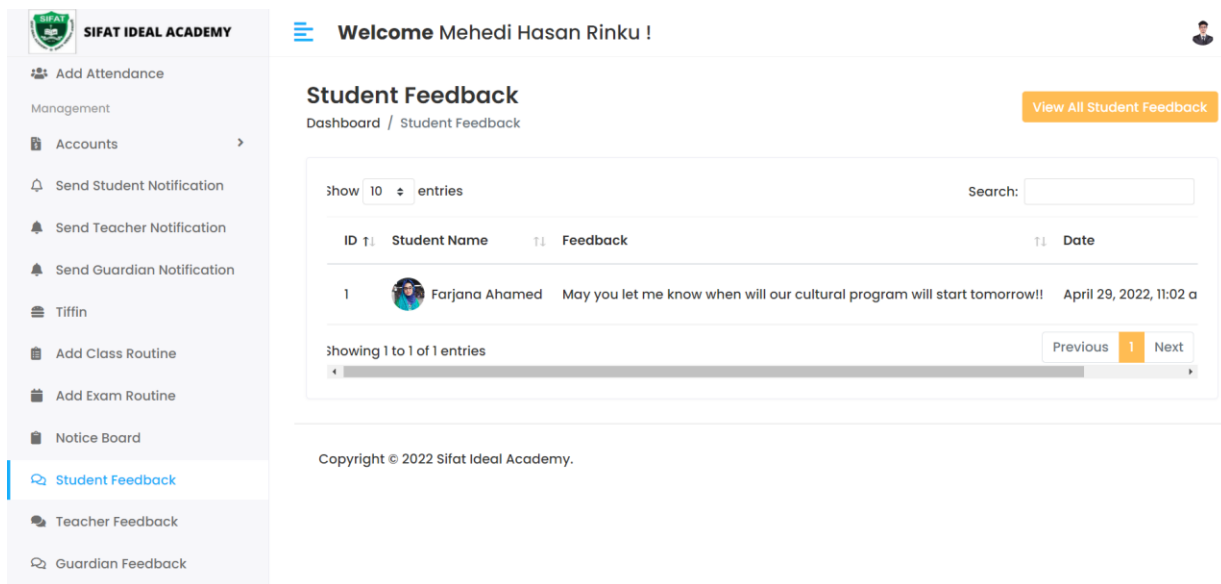 SIFAT
SIFAT IDEAL ACADEMY
Welcome Mehedi Hasan Rinku !
Add Attendance
Management
Accounts
Send Student Notification
Send Teacher Notification
Send Guardian Notification
Tiffin
Add Class Routine
Add Exam Routine
Notice Board
Student Feedback
Teacher Feedback
Guardian Feedback
Student Feedback
View All Student Feedback
Dashboard / Student Feedback
Show 10 entries
Search:
ID Student Name Feedback Date
1 Farjana Ahamed May you let me know when will our cultural program will start tomorrow!! April 29, 2022, 11:02 a
Showing 1 to 1 of 1 entries
Previous 1 Next
Copyright © 2022 Sifat Ideal Academy.